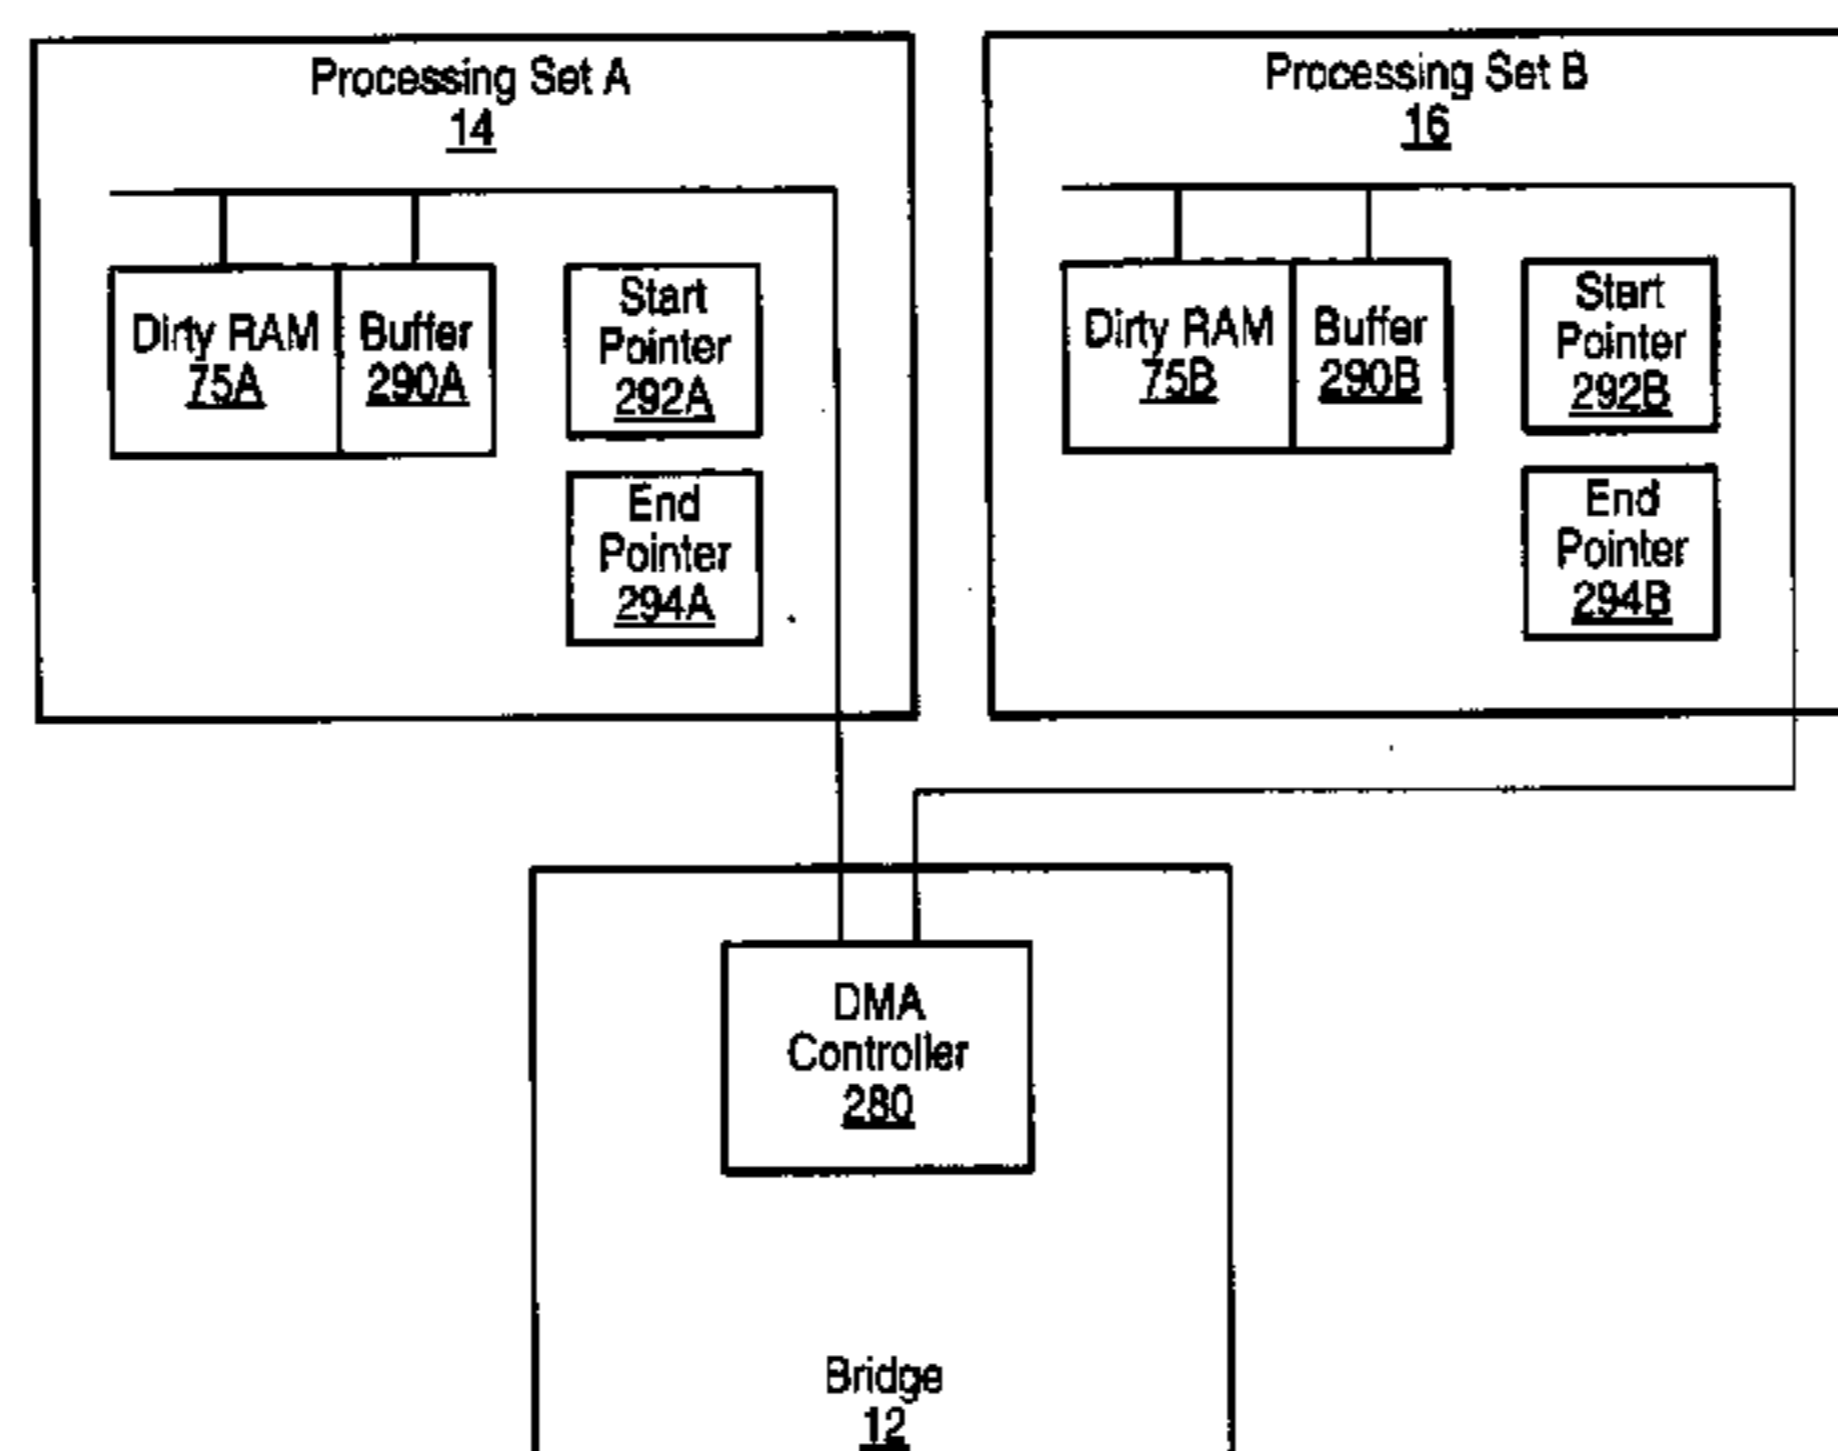 Processing Set A
14
Dirty RAM
75A
Buffer
290A
Start
Pointer
292A
End
Pointer
294A
Processing Set B
16
Dirty RAM
75B
Buffer
290B
Start
Pointer
292B
End
Pointer
294B
DMA
Controller
280
Bridge
12